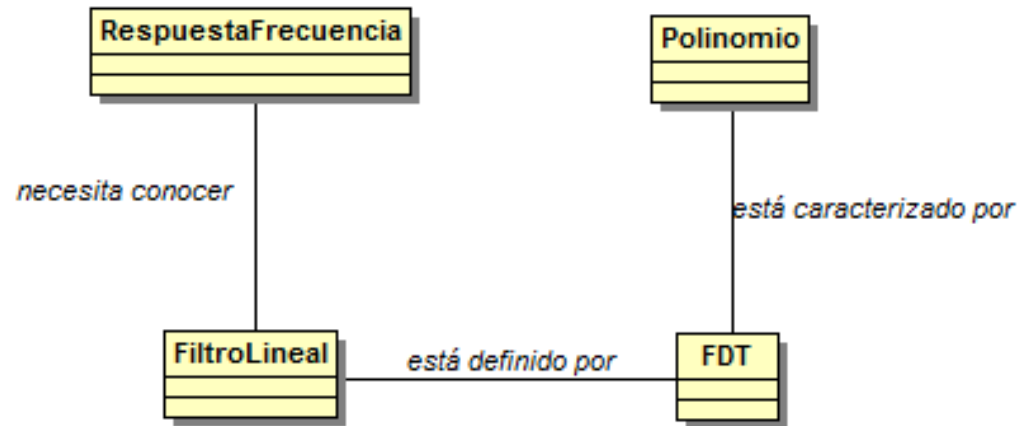 RespuestaFrecuencia
Polinomio
necesita conocer
está caracterizado por
FiltroLineal
está definido por
FDT